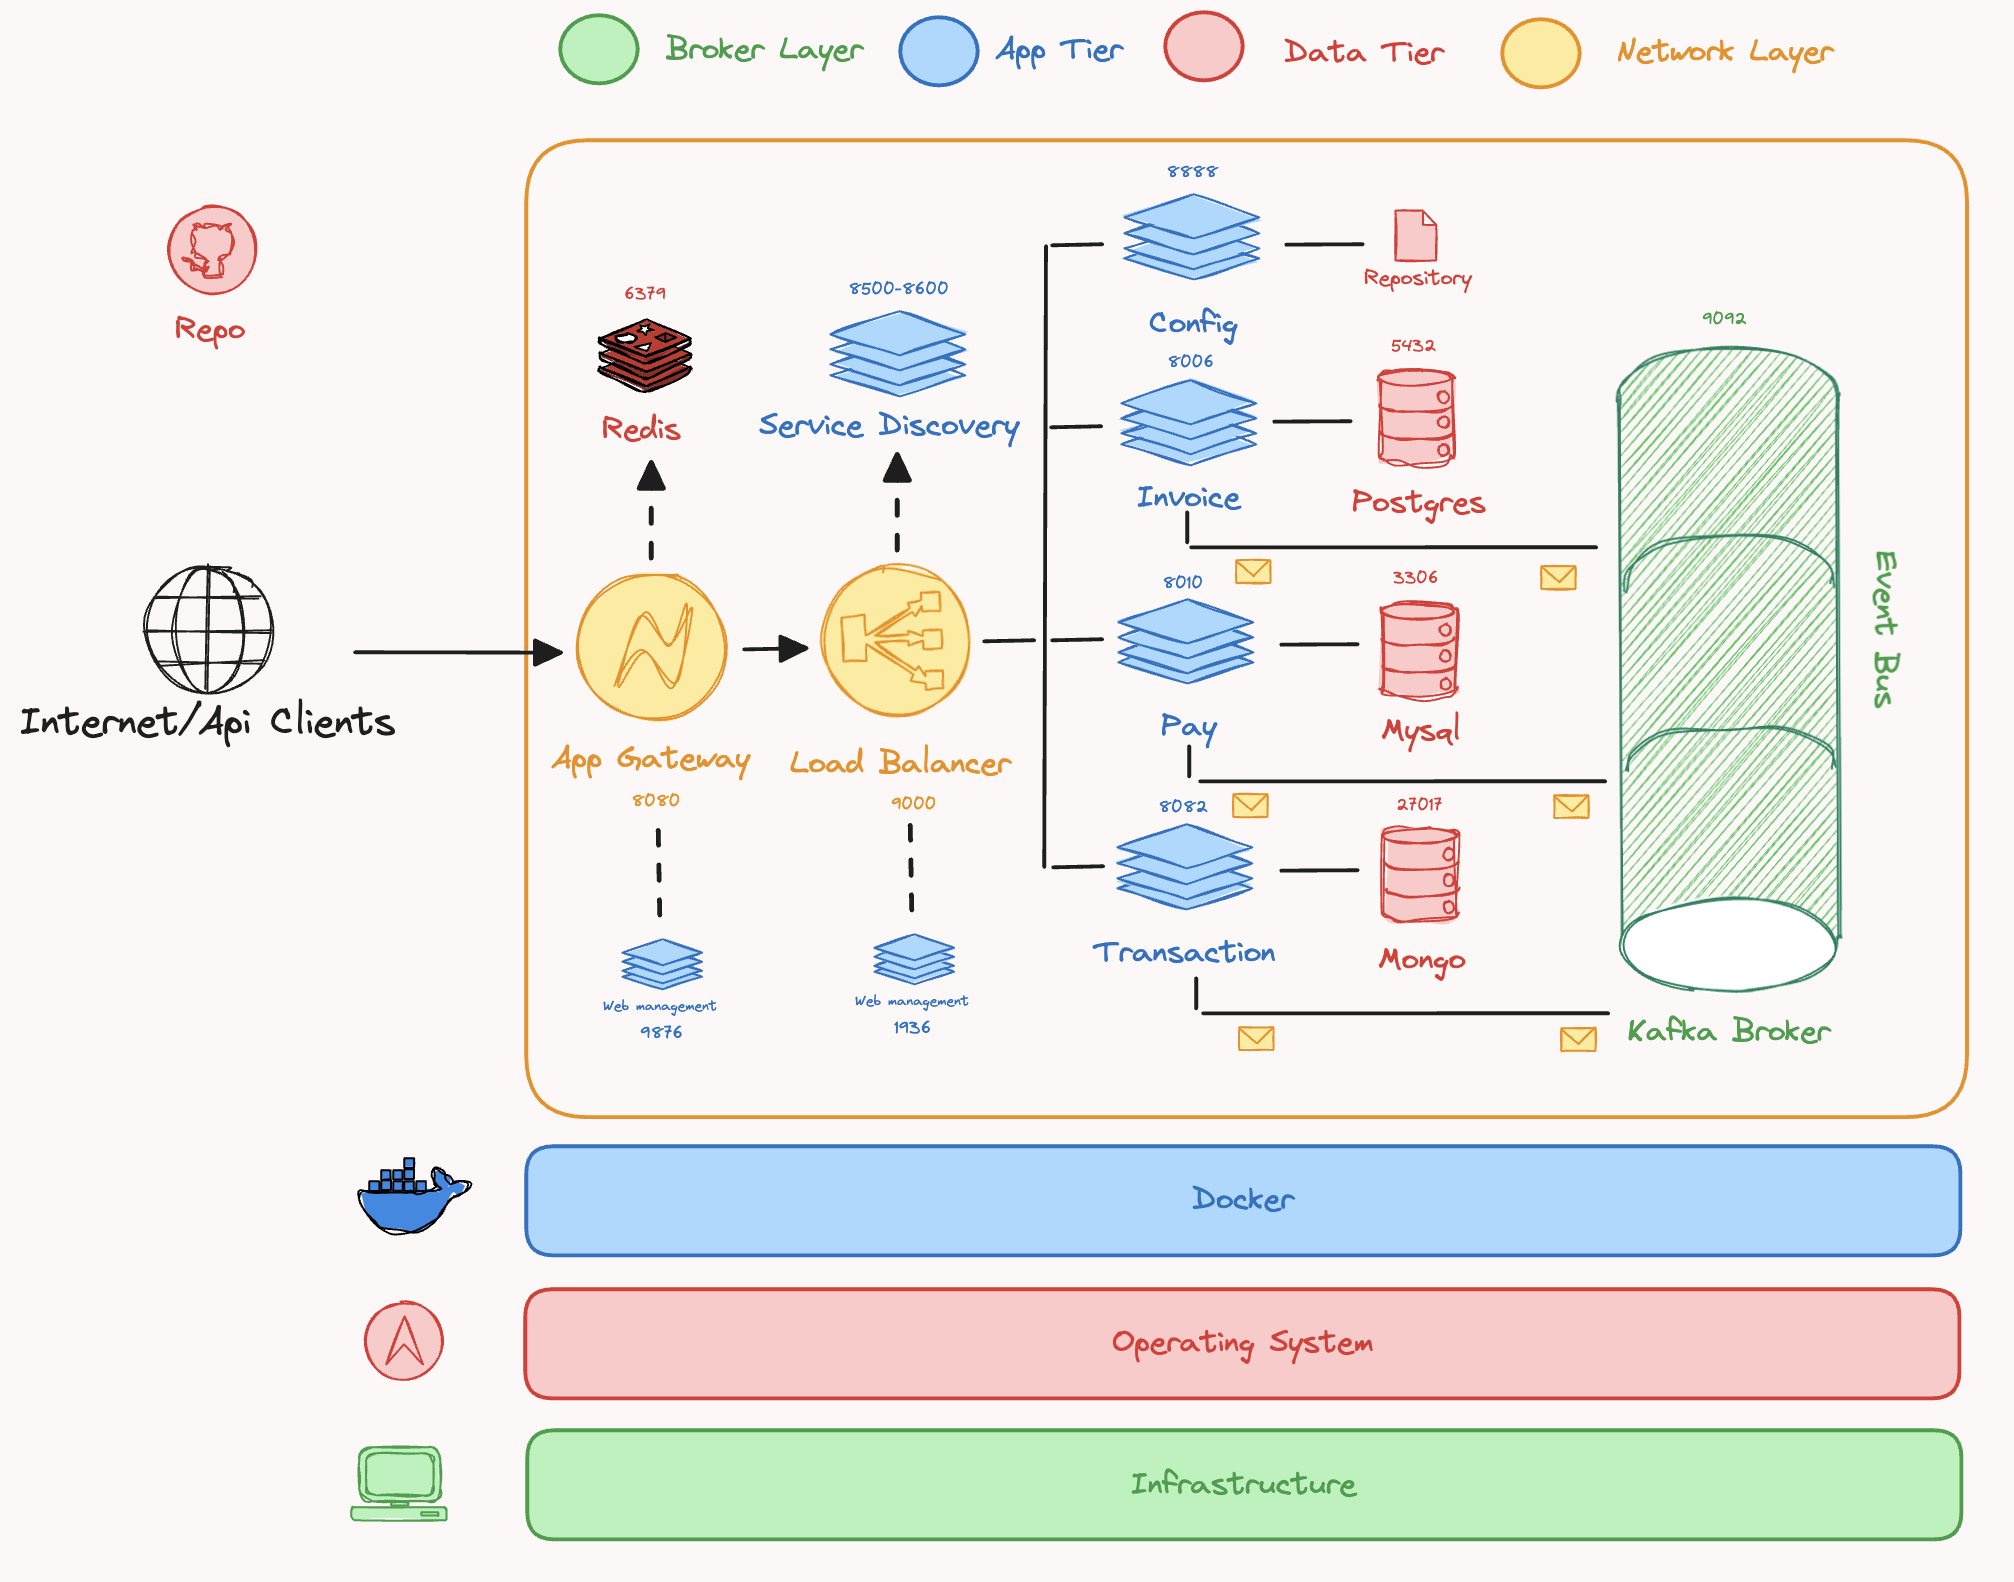 Broker Layer
App Tier
Data Tier
Network Layer
Repo
Internet/Api Clients
6379
Redis
8500-8600
Service Discovery
App Gateway
8080
Web management
9876
Load Balancer
9000
Web management
1936
8888
Config
Repository
8006
Invoice
5432
Postgres
8010
Pay
3306
Mysql
8082
Transaction
27017
Mongo
9092
Event Bus
Kafka Broker
Docker
Operating System
Infrastructure